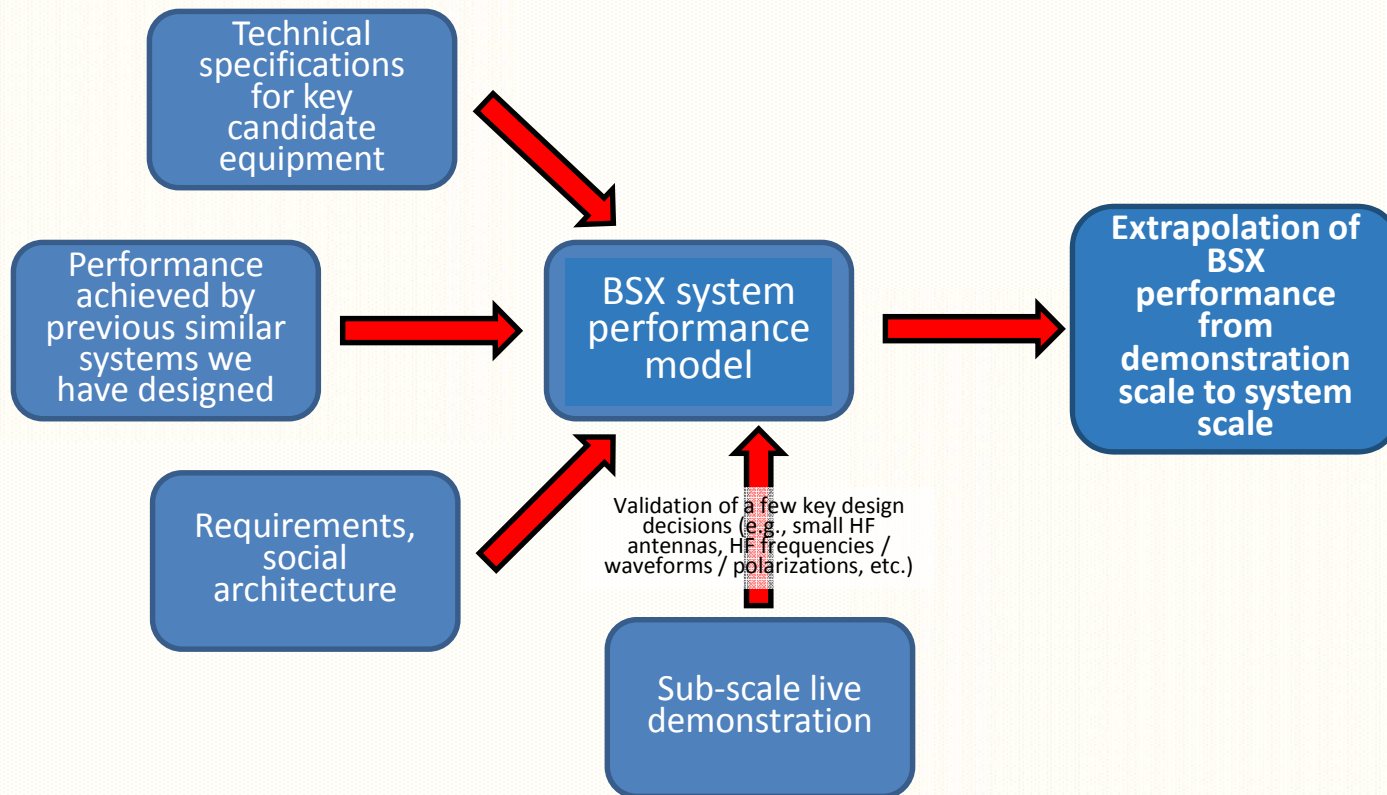 Technical
specifications
for key
candidate
equipment
Performance
achieved by
previous similar
systems we
have designed
BSX system
performance
model
Extrapolation of
BSX
performance
from
demonstration
scale to system
scale
Requirements,
social
architecture
Validation of a few key design
decisions (e.g., small HF
antennas, HF frequencies /
waveforms / polarizations, etc.)
Sub-scale live
demonstration